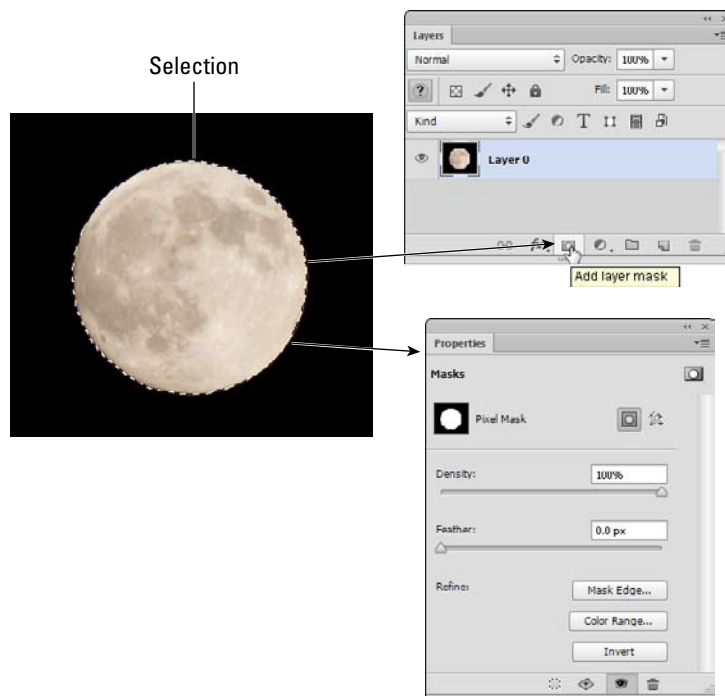 Selection
Layers
Normal Opacity: 100%
? Fill: 100%
Kind T
Layer 0
fx.
Add layer mask
Properties
Masks
Pixel Mask
Density: 100%
Feather: 0.0 px
Refine: Mask Edge...
Color Range...
Invert